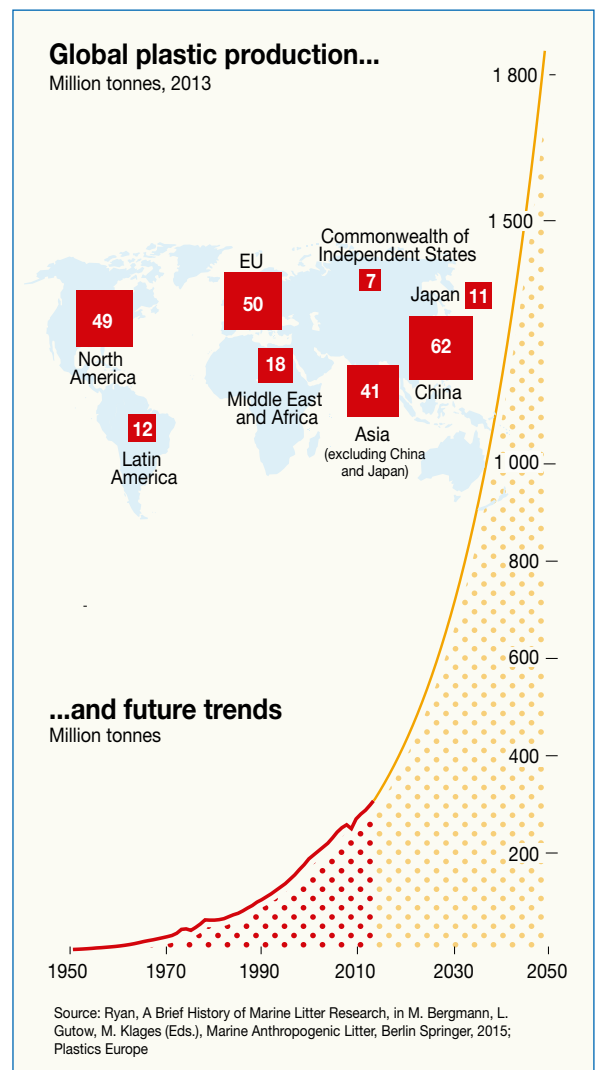 Global plastic production...
Million tonnes, 2013
1 800
1 500
Commonwealth of
Independent States
7
EU
50
Japan 11
49
North
America
62
China
18
Middle East
and Africa
41
Asia
(excluding China
and Japan)
12
Latin
America
1 000
800
600
...and future trends
Million tonnes
400
200
1950 1970 1990 2010 2030 2050
Source: Ryan, A Brief History of Marine Litter Research, in M. Bergmann, L.
Gutow, M. Klages (Eds.), Marine Anthropogenic Litter, Berlin Springer, 2015;
Plastics Europe